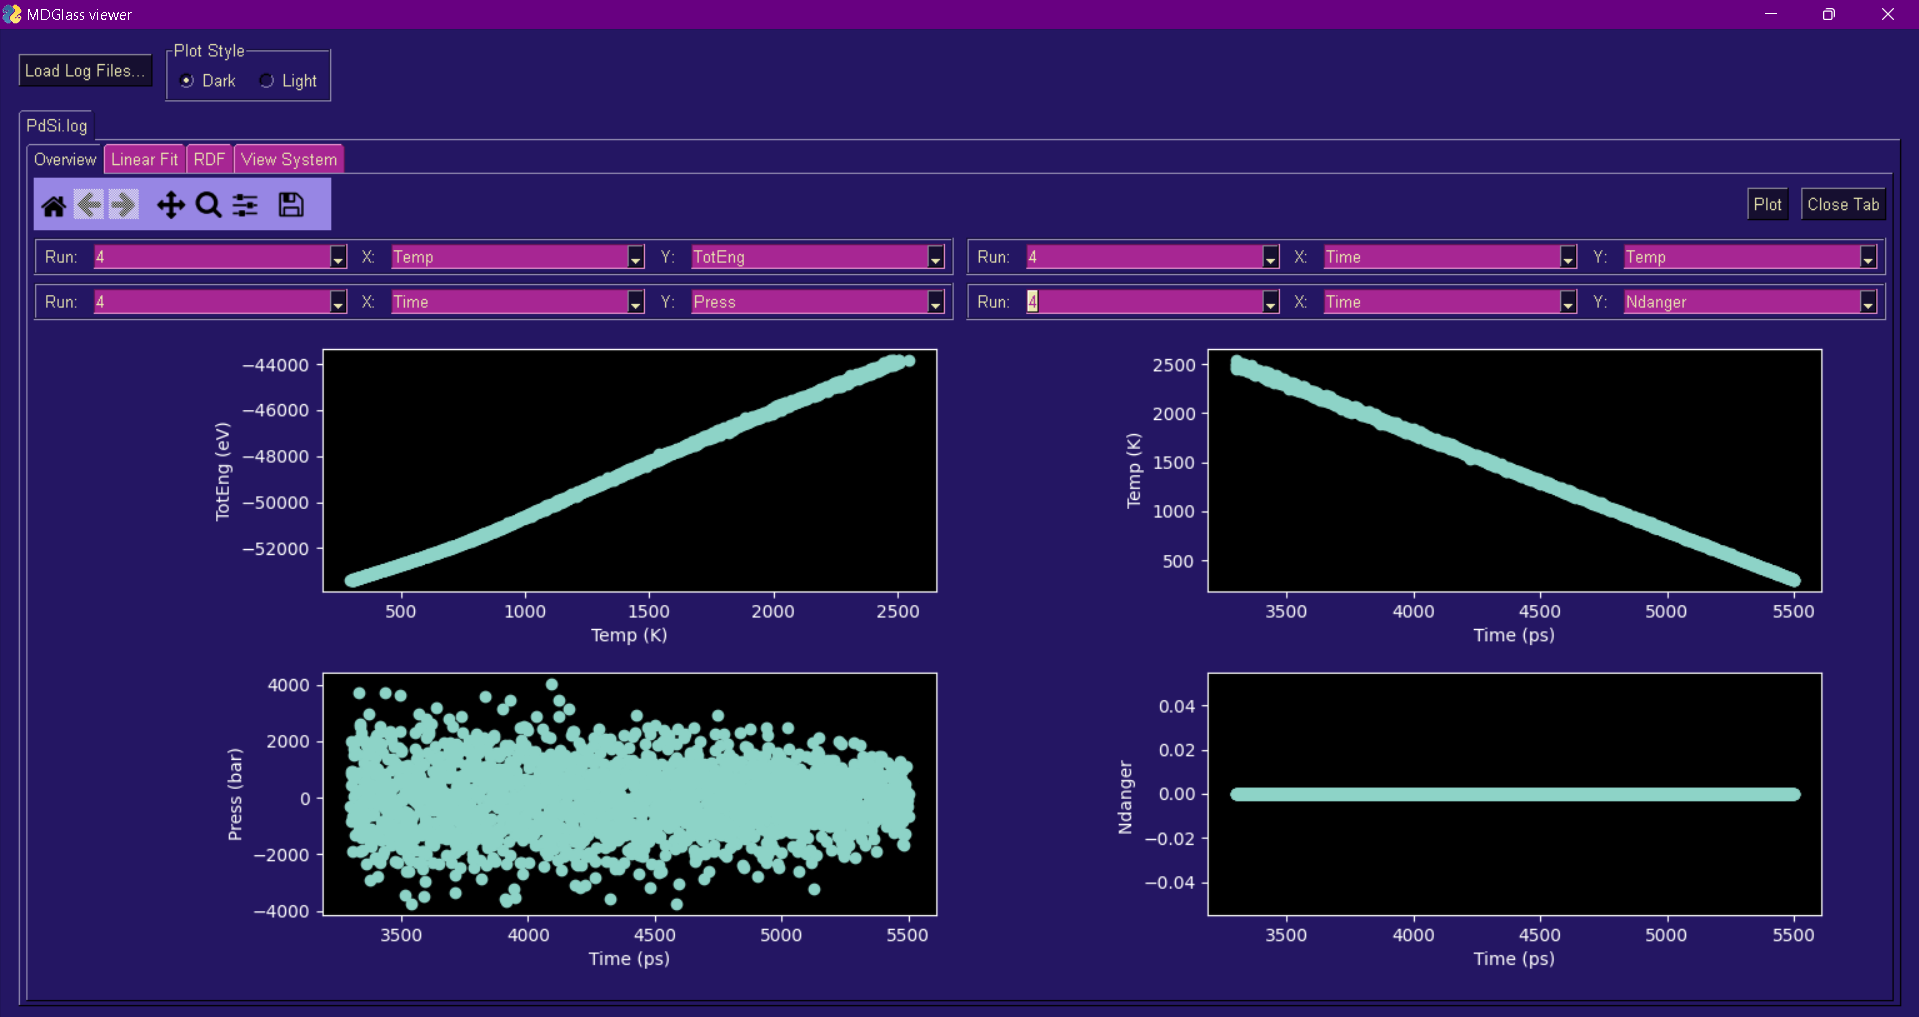 MDGlass viewer
Plot Style
Load Log Files...
Dark Light
PdSi.log
Overview Linear Fit RDF View System
Plot Close Tab
Run: 4 X: Temp Y: TotEng
Run: 4 X: Time Y: Temp
Run: 4 X: Time Y: Press
Run: 4 X: Time Y: Ndanger
TotEng (eV)
−44000
−46000
−48000
−50000
−52000
500 1000 1500 2000 2500
Temp (K)
Temp (K)
2500
2000
1500
1000
500
3500 4000 4500 5000 5500
Time (ps)
Press (bar)
4000
2000
0
−2000
−4000
3500 4000 4500 5000 5500
Time (ps)
Ndanger
0.04
0.02
0.00
−0.02
−0.04
3500 4000 4500 5000 5500
Time (ps)